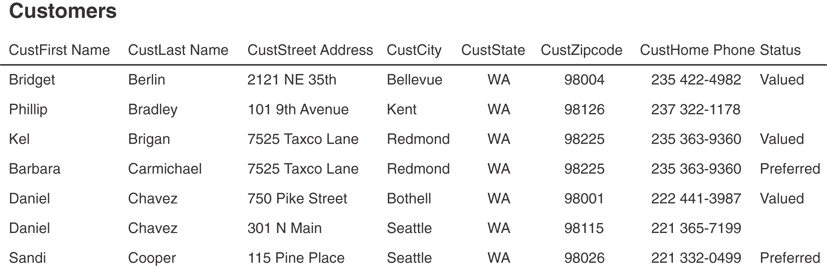 Customers
CustFirst Name CustLast Name CustStreet Address CustCity CustState CustZipcode CustHome Phone Status
Bridget Berlin 2121 NE 35th Bellevue WA 98004 235 422-4982 Valued
Phillip Bradley 101 9th Avenue Kent WA 98126 237 322-1178
Kel Brigan 7525 Taxco Lane Redmond WA 98225 235 363-9360 Valued
Barbara Carmichael 7525 Taxco Lane Redmond WA 98225 235 363-9360 Preferred
Daniel Chavez 750 Pike Street Bothell WA 98001 222 441-3987 Valued
Daniel Chavez 301 N Main Seattle WA 98115 221 365-7199
Sandi Cooper 115 Pine Place Seattle WA 98026 221 332-0499 Preferred